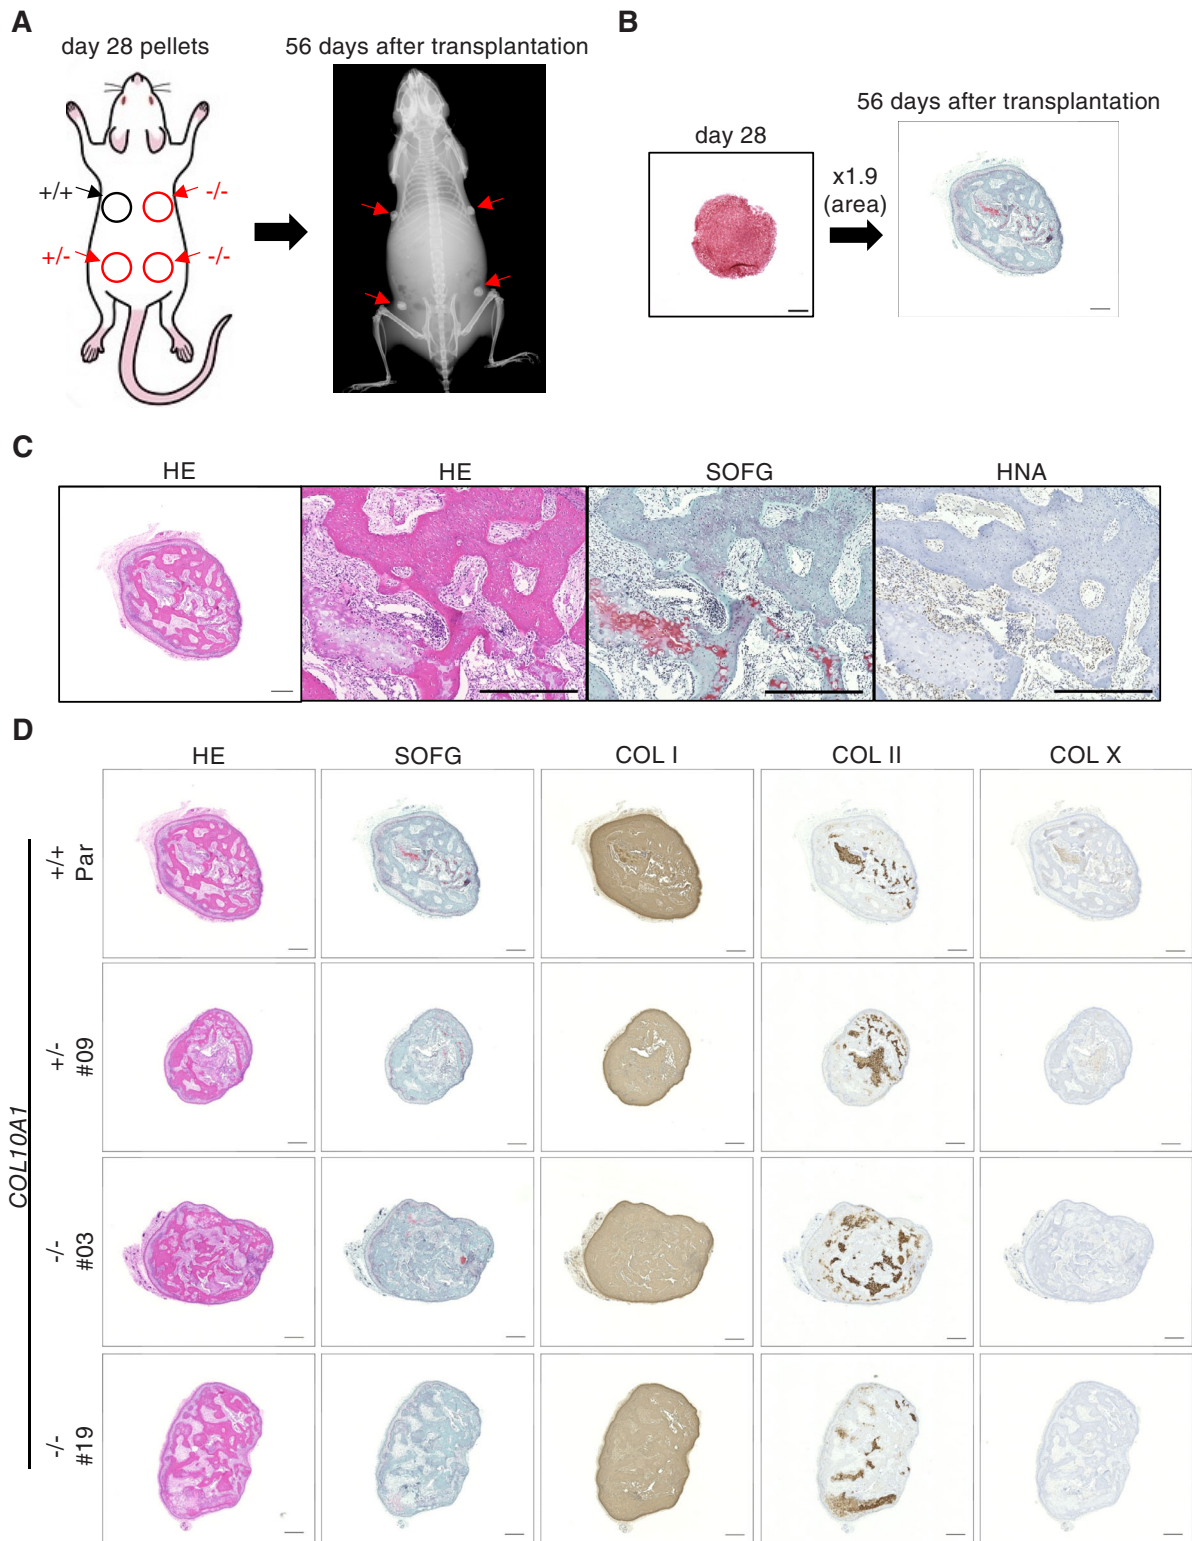 A
day 28 pellets
56 days after transplantation
+/+
-/-
+/-
-/-
B
56 days after transplantation
day 28
x1.9
(area)
C
HE
HE
SOFG
HNA
D
HE
SOFG
COL I
COL II
COL X
COL10A1
+/+
Par
+/-
#09
-/-
#03
-/-
#19